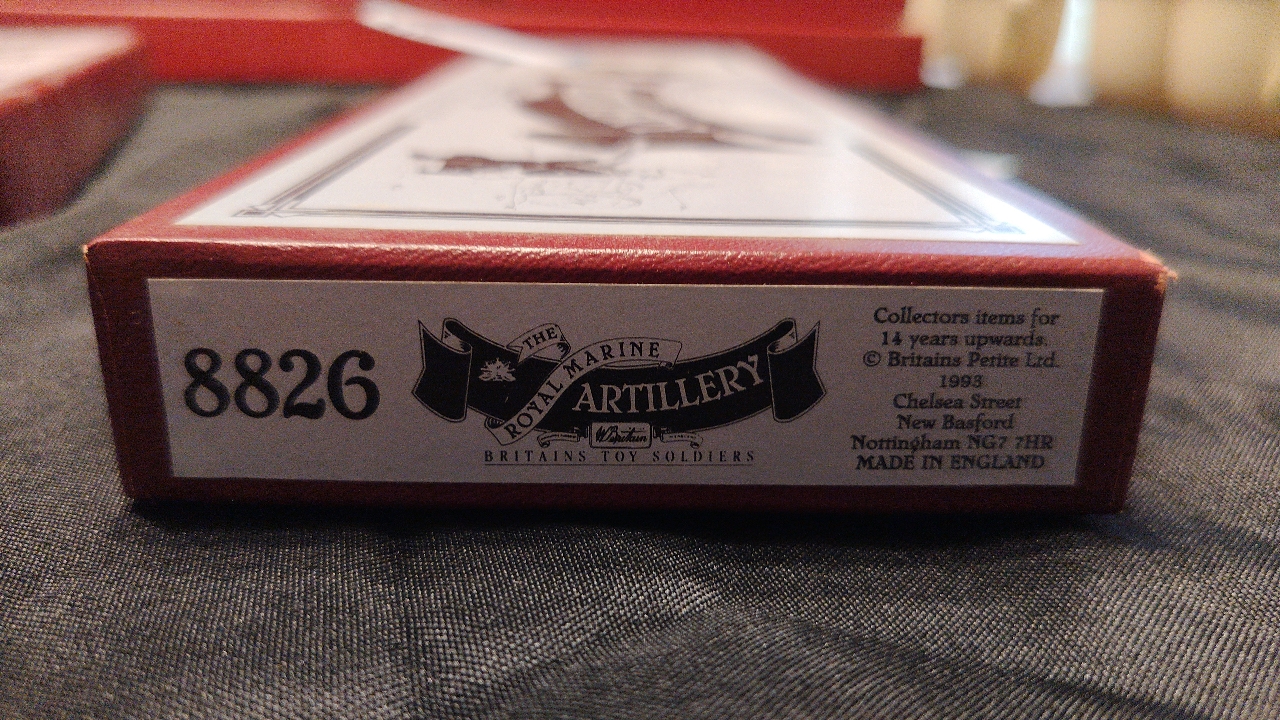 8826
THE
ROYAL MARINE
ARTILLERY
W Britain
BRITAINS TOY SOLDIERS
Collectors items for
14 years upwards.
© Britains Petite Ltd.
1993
Chelsea Street
New Basford
Nottingham NG7 7HR
MADE IN ENGLAND